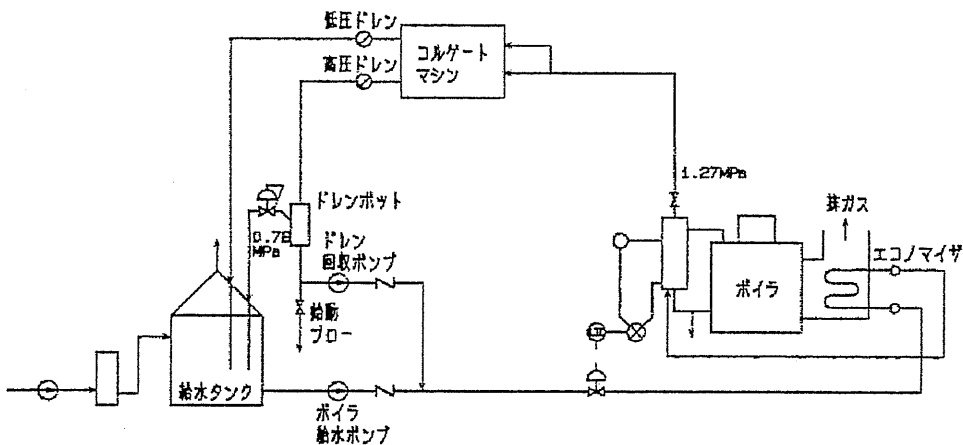 低圧ドレン
高圧ドレン
コルゲート
マシン
1.27MPa
排ガス
ドレンポット
0.78
MPa
ドレン
回収ポンプ
エコノマイザ
ボイラ
始動
ブロー
給水タンク
ボイラ
給水ポンプ